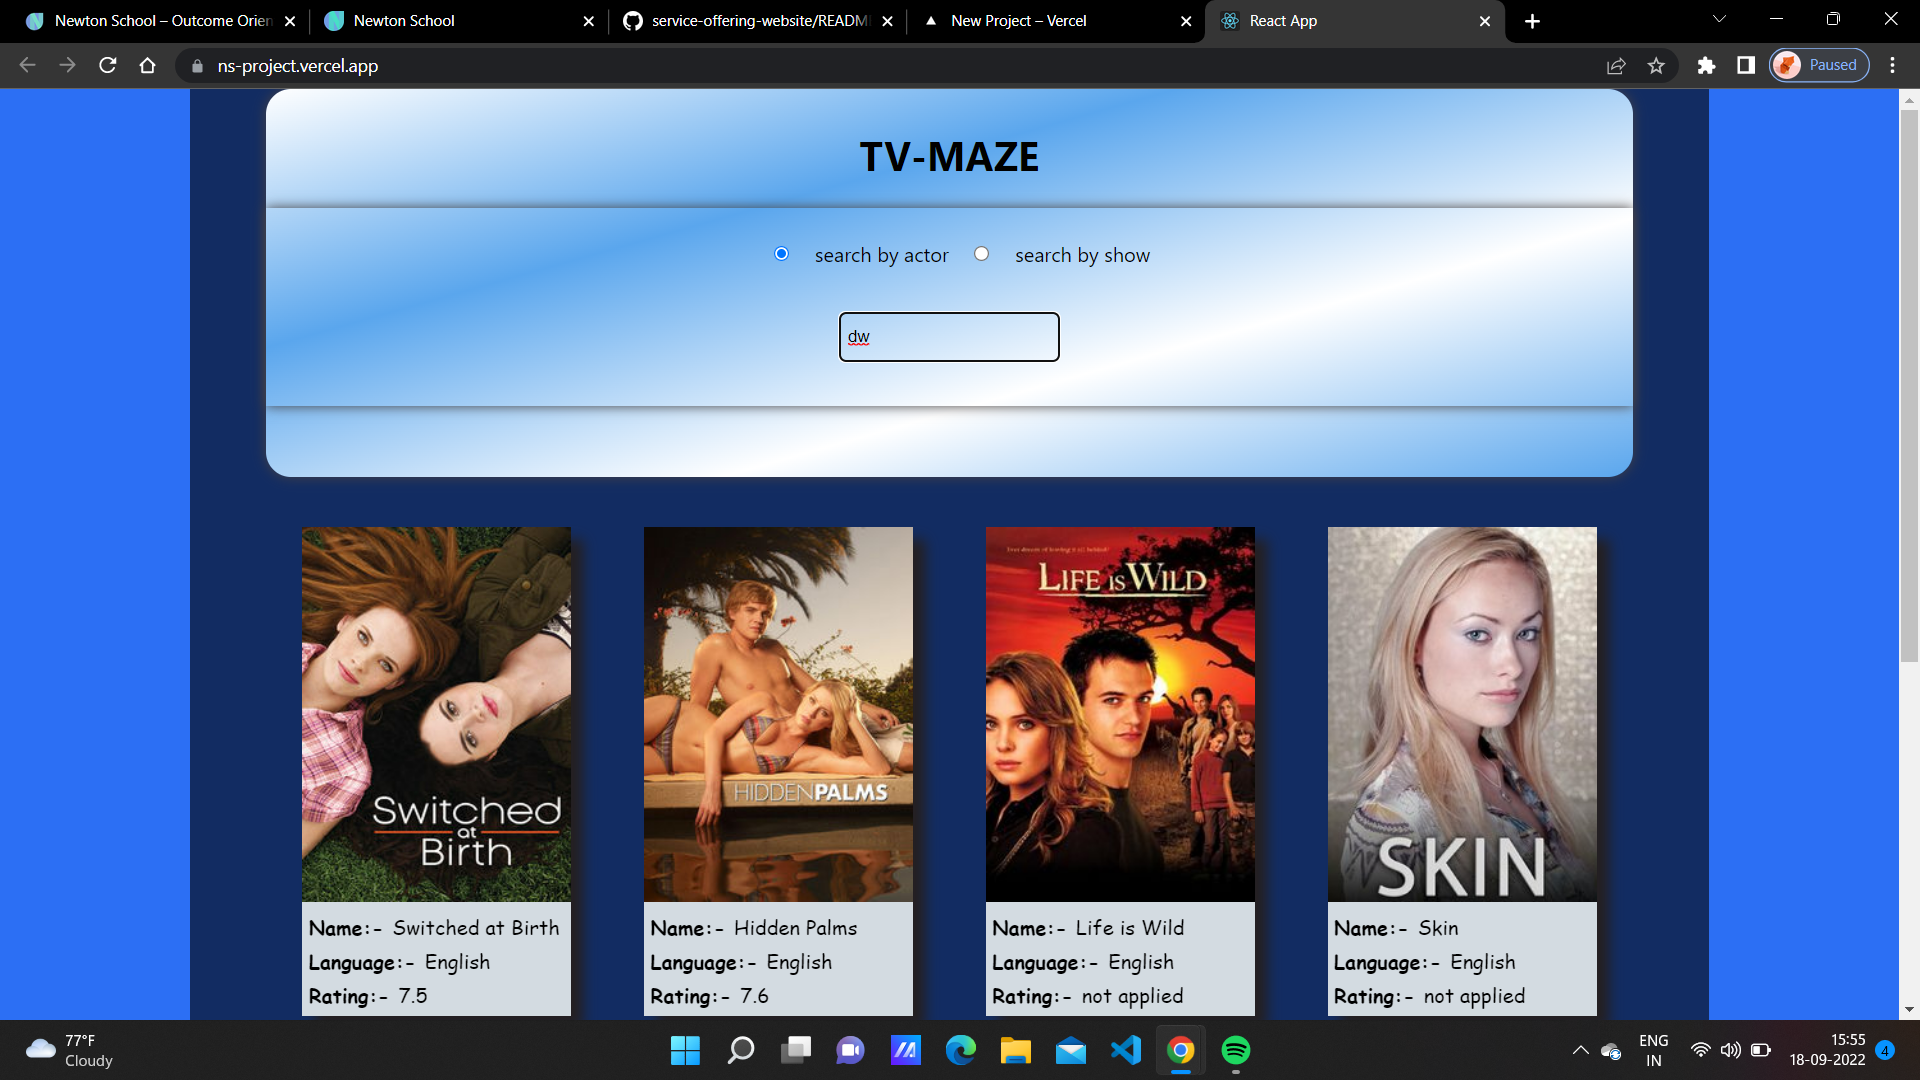 Newton School – Outcome Orien
Newton School
service-offering-website/READM
New Project – Vercel
React App
ns-project.vercel.app
Paused
TV-MAZE
search by actor search by show
dw
LIFE IS WILD
Switched
at
Birth
HIDDENPALMS
SKIN
Name:- Switched at Birth
Language:- English
Rating:- 7.5
Name:- Hidden Palms
Language:- English
Rating:- 7.6
Name:- Life is Wild
Language:- English
Rating:- not applied
Name:- Skin
Language:- English
Rating:- not applied
77°F
Cloudy
ENG
IN
15:55
18-09-2022
4